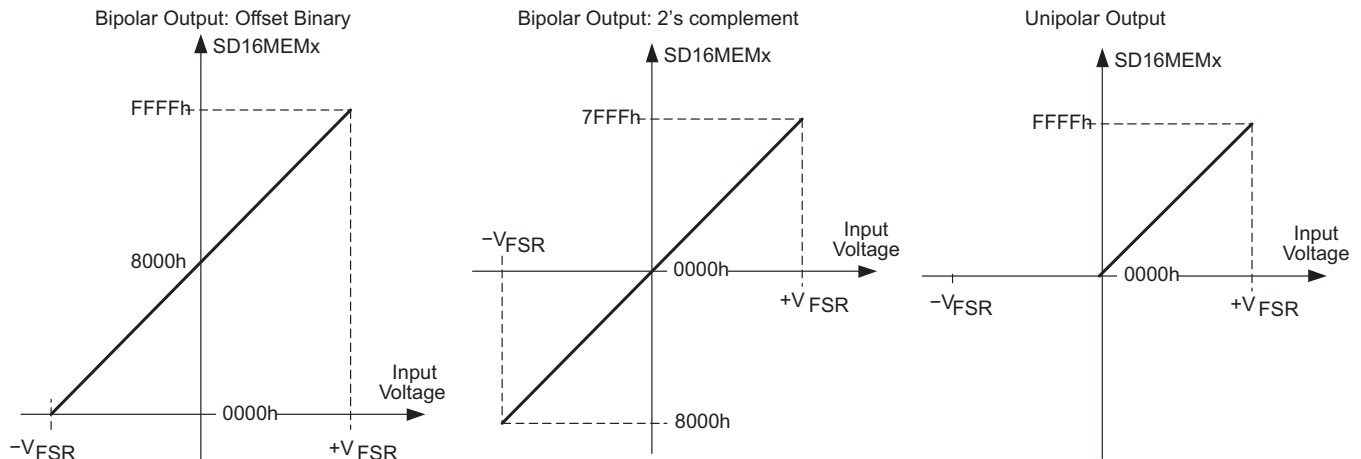 Bipolar Output: Offset Binary
SD16MEMx
FFFFh
8000h
Input
Voltage
0000h
−VFSR
+VFSR
Bipolar Output: 2's complement
SD16MEMx
7FFFh
−VFSR
Input
Voltage
0000h
+VFSR
8000h
Unipolar Output
SD16MEMx
FFFFh
Input
Voltage
0000h
−VFSR
+VFSR